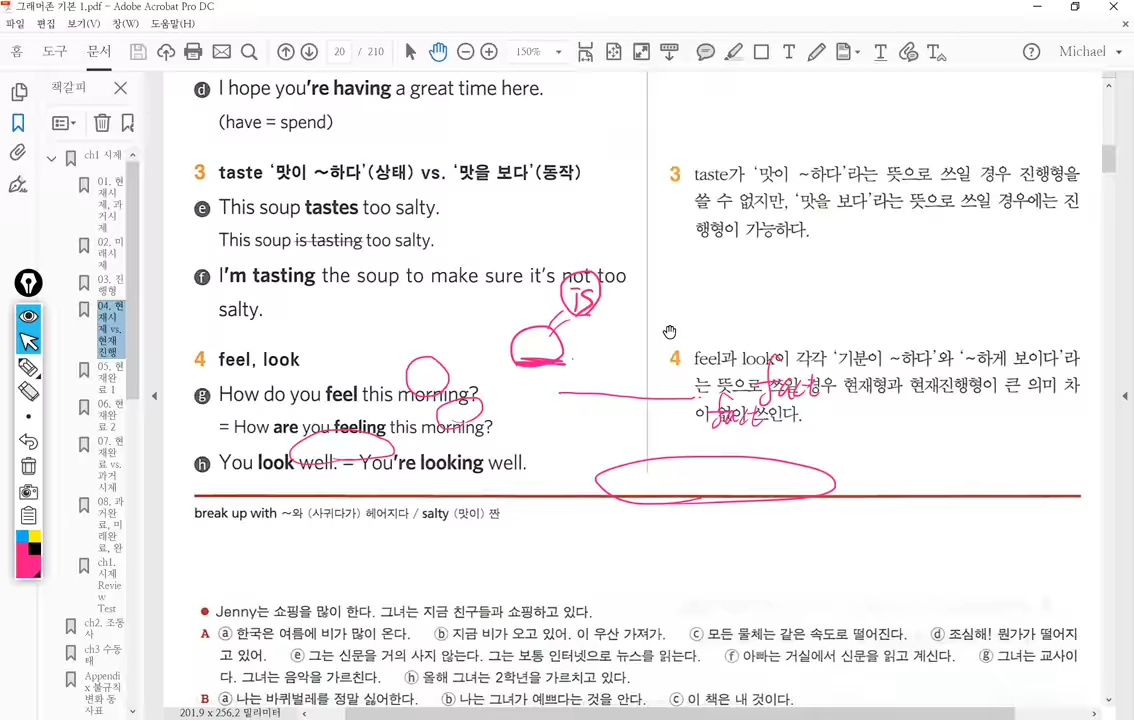 그래머존 기본 1.pdf - Adobe Acrobat Pro DC
파일 편집 보기(V) 창(W) 도움말(H)
홈 도구 문서 20 / 210 150% Michael
책갈피
ch1 시제
01. 현재시제, 과거시제
02. 미래시제
03. 진행형
04. 현재시제 vs. 현재진행
05. 현재완료 1
06. 현재완료 2
07. 현재완료 vs. 과거시제
08. 과거완료, 미래완료, 완
ch1. 시제 Review Test
ch2. 조동사
ch3 수동태
Appendix 불규칙 변화 동사표
ⓓ I hope you're having a great time here.
(have = spend)
3 taste '맛이 ~하다'(상태) vs. '맛을 보다'(동작)
ⓔ This soup tastes too salty.
This soup is tasting too salty.
ⓕ I'm tasting the soup to make sure it's not too
salty.
is
4 feel, look
ⓖ How do you feel this morning?
= How are you feeling this morning?
ⓗ You look well. = You're looking well.
3 taste가 '맛이 ~하다'라는 뜻으로 쓰일 경우 진행형을
쓸 수 없지만, '맛을 보다'라는 뜻으로 쓰일 경우에는 진
행형이 가능하다.
4 feel과 look이 각각 '기분이 ~하다'와 '~하게 보이다'라
는 뜻으로 쓰일 경우 현재형과 현재진행형이 큰 의미 차
이 없이 쓰인다.
fact
break up with ~와 (사귀다가) 헤어지다 / salty (맛이) 짠
● Jenny는 쇼핑을 많이 한다. 그녀는 지금 친구들과 쇼핑하고 있다.
A ⓐ 한국은 여름에 비가 많이 온다. ⓑ 지금 비가 오고 있어. 이 우산 가져가. ⓒ 모든 물체는 같은 속도로 떨어진다. ⓓ 조심해! 뭔가가 떨어지
고 있어. ⓔ 그는 신문을 거의 사지 않는다. 그는 보통 인터넷으로 뉴스를 읽는다. ⓕ 아빠는 거실에서 신문을 읽고 계신다. ⓖ 그녀는 교사이
다. 그녀는 음악을 가르친다. ⓗ 올해 그녀는 2학년을 가르치고 있다.
B ⓐ 나는 바퀴벌레를 정말 싫어한다. ⓑ 나는 그녀가 예쁘다는 것을 안다. ⓒ 이 책은 내 것이다.
201.9 x 256.2 밀리미터